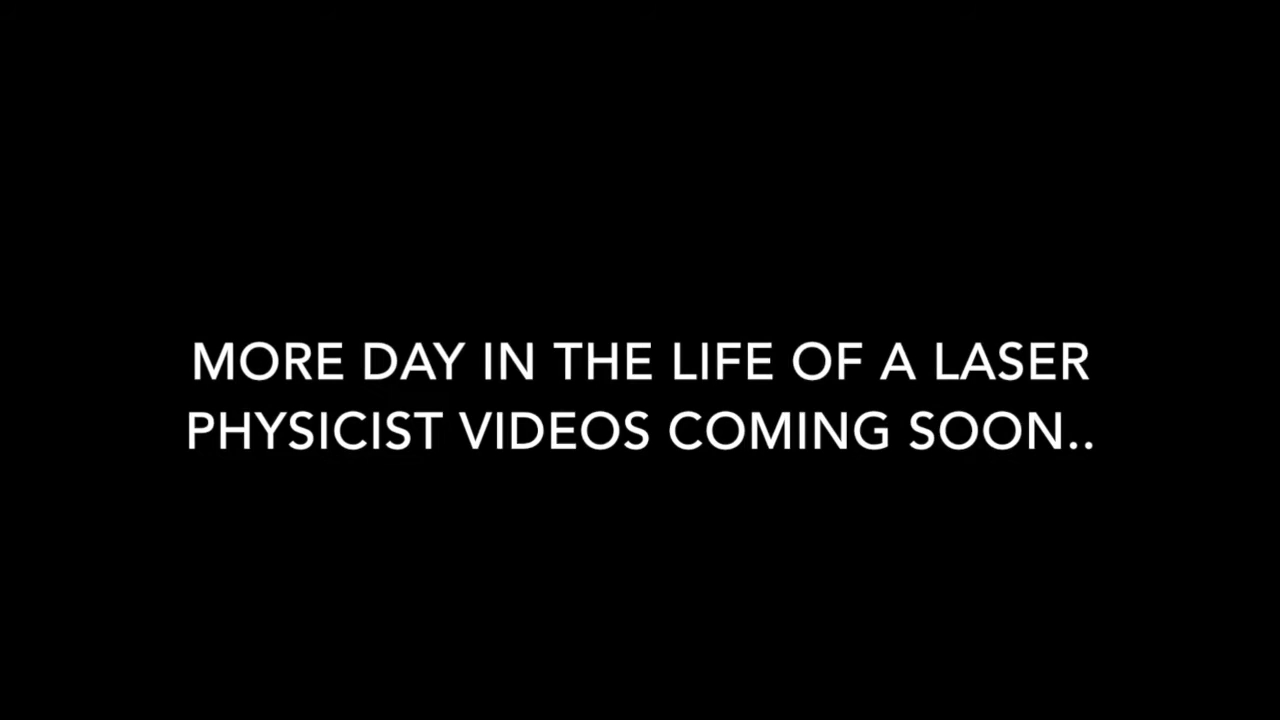 MORE DAY IN THE LIFE OF A LASER
PHYSICIST VIDEOS COMING SOON..